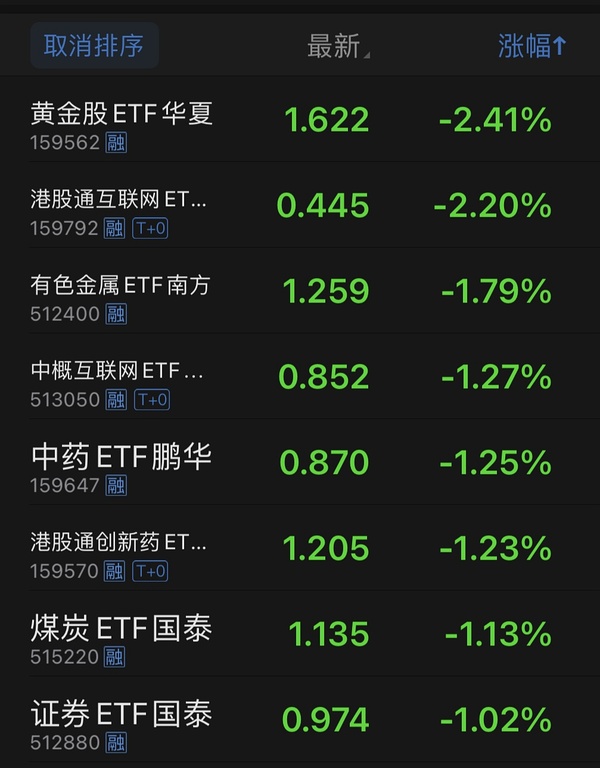 取消排序 最新 涨幅↑
黄金股ETF华夏 1.622 -2.41%
159562 融
港股通互联网ET... 0.445 -2.20%
159792 融 T+0
有色金属ETF南方 1.259 -1.79%
512400 融
中概互联网ETF... 0.852 -1.27%
513050 融 T+0
中药ETF鹏华 0.870 -1.25%
159647 融
港股通创新药ET... 1.205 -1.23%
159570 融 T+0
煤炭ETF国泰 1.135 -1.13%
515220 融
证券ETF国泰 0.974 -1.02%
512880 融